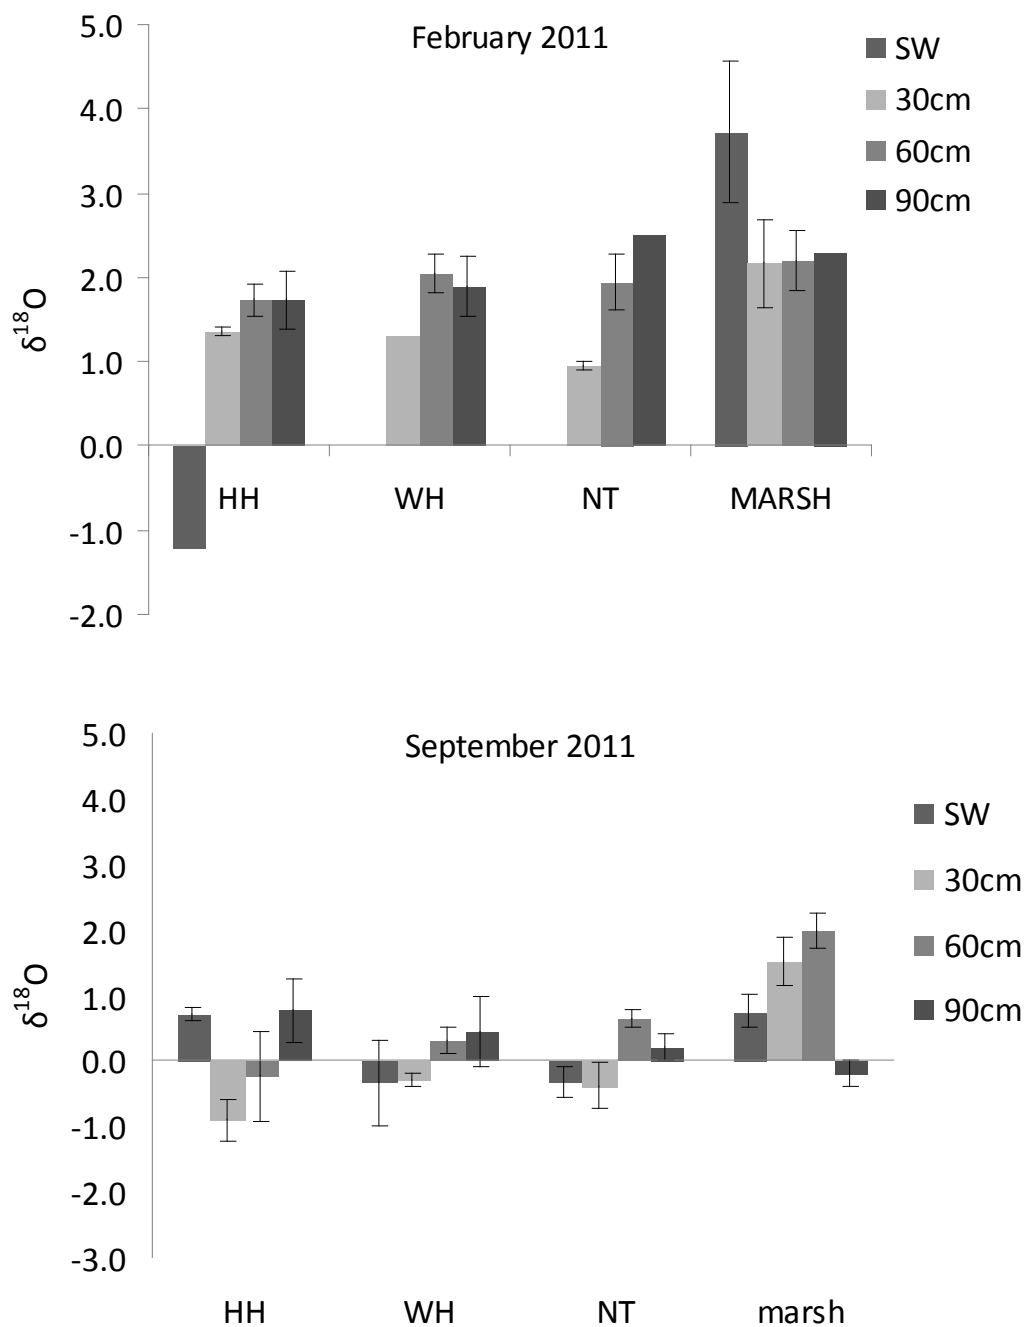 February 2011
5.0
4.0
3.0
2.0
1.0
0.0
-1.0
-2.0
δ¹⁸O
HH WH NT MARSH
SW
30cm
60cm
90cm
September 2011
5.0
4.0
3.0
2.0
1.0
0.0
-1.0
-2.0
-3.0
δ¹⁸O
HH WH NT marsh
SW
30cm
60cm
90cm